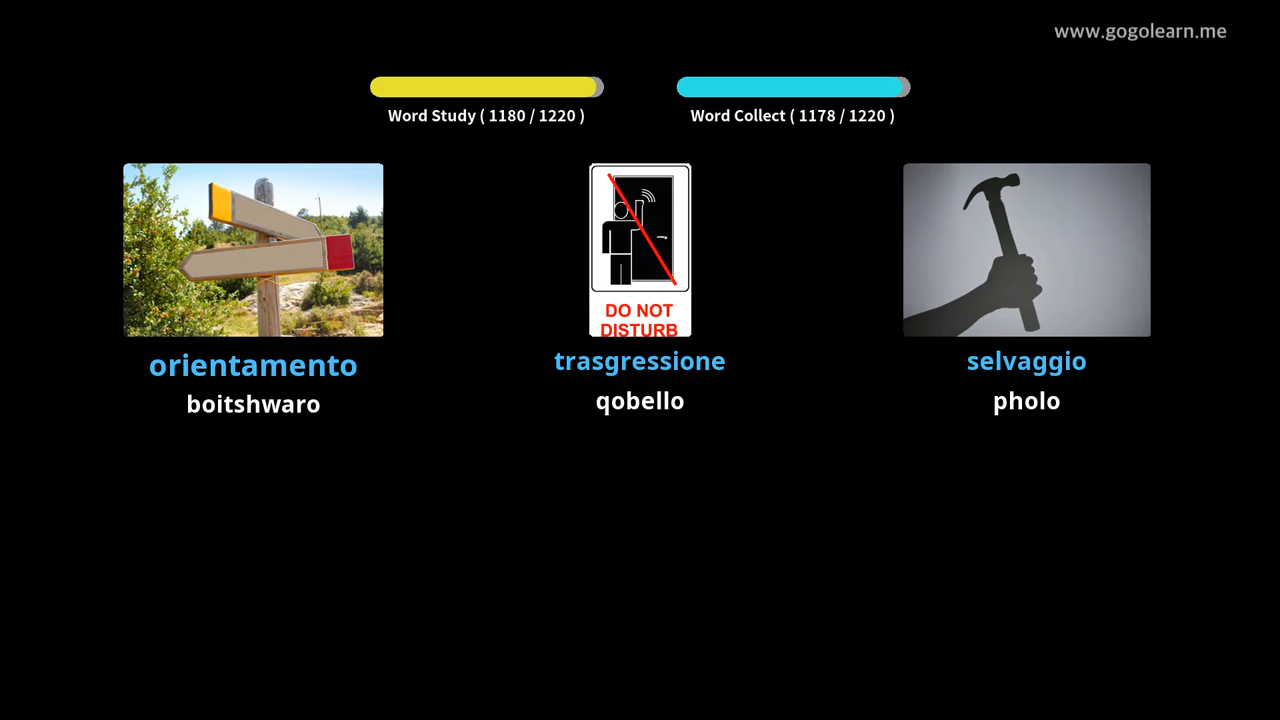 www.gogolearn.me
Word Study ( 1180 / 1220 )
Word Collect ( 1178 / 1220 )
DO NOT
DISTURB
orientamento
trasgressione
selvaggio
boitshwaro
qobello
pholo